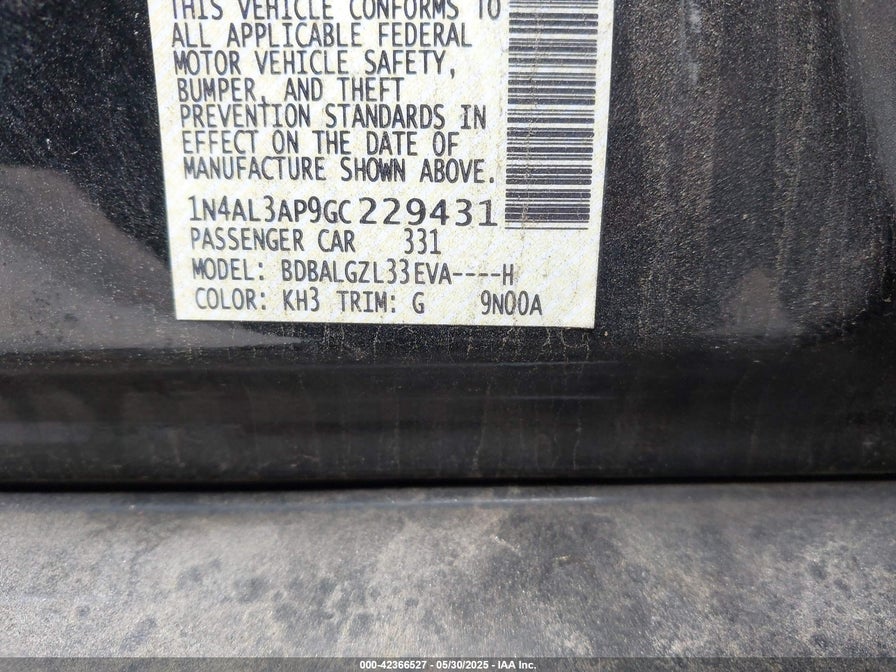 THIS VEHICLE CONFORMS TO
ALL APPLICABLE FEDERAL
MOTOR VEHICLE SAFETY,
BUMPER, AND THEFT
PREVENTION STANDARDS IN
EFFECT ON THE DATE OF
MANUFACTURE SHOWN ABOVE.
1N4AL3AP9GC229431
PASSENGER CAR 331
MODEL: BDBALGZL33EVA----H
COLOR: KH3 TRIM: G 9N00A
000-42366527 - 05/30/2025 - IAA Inc.